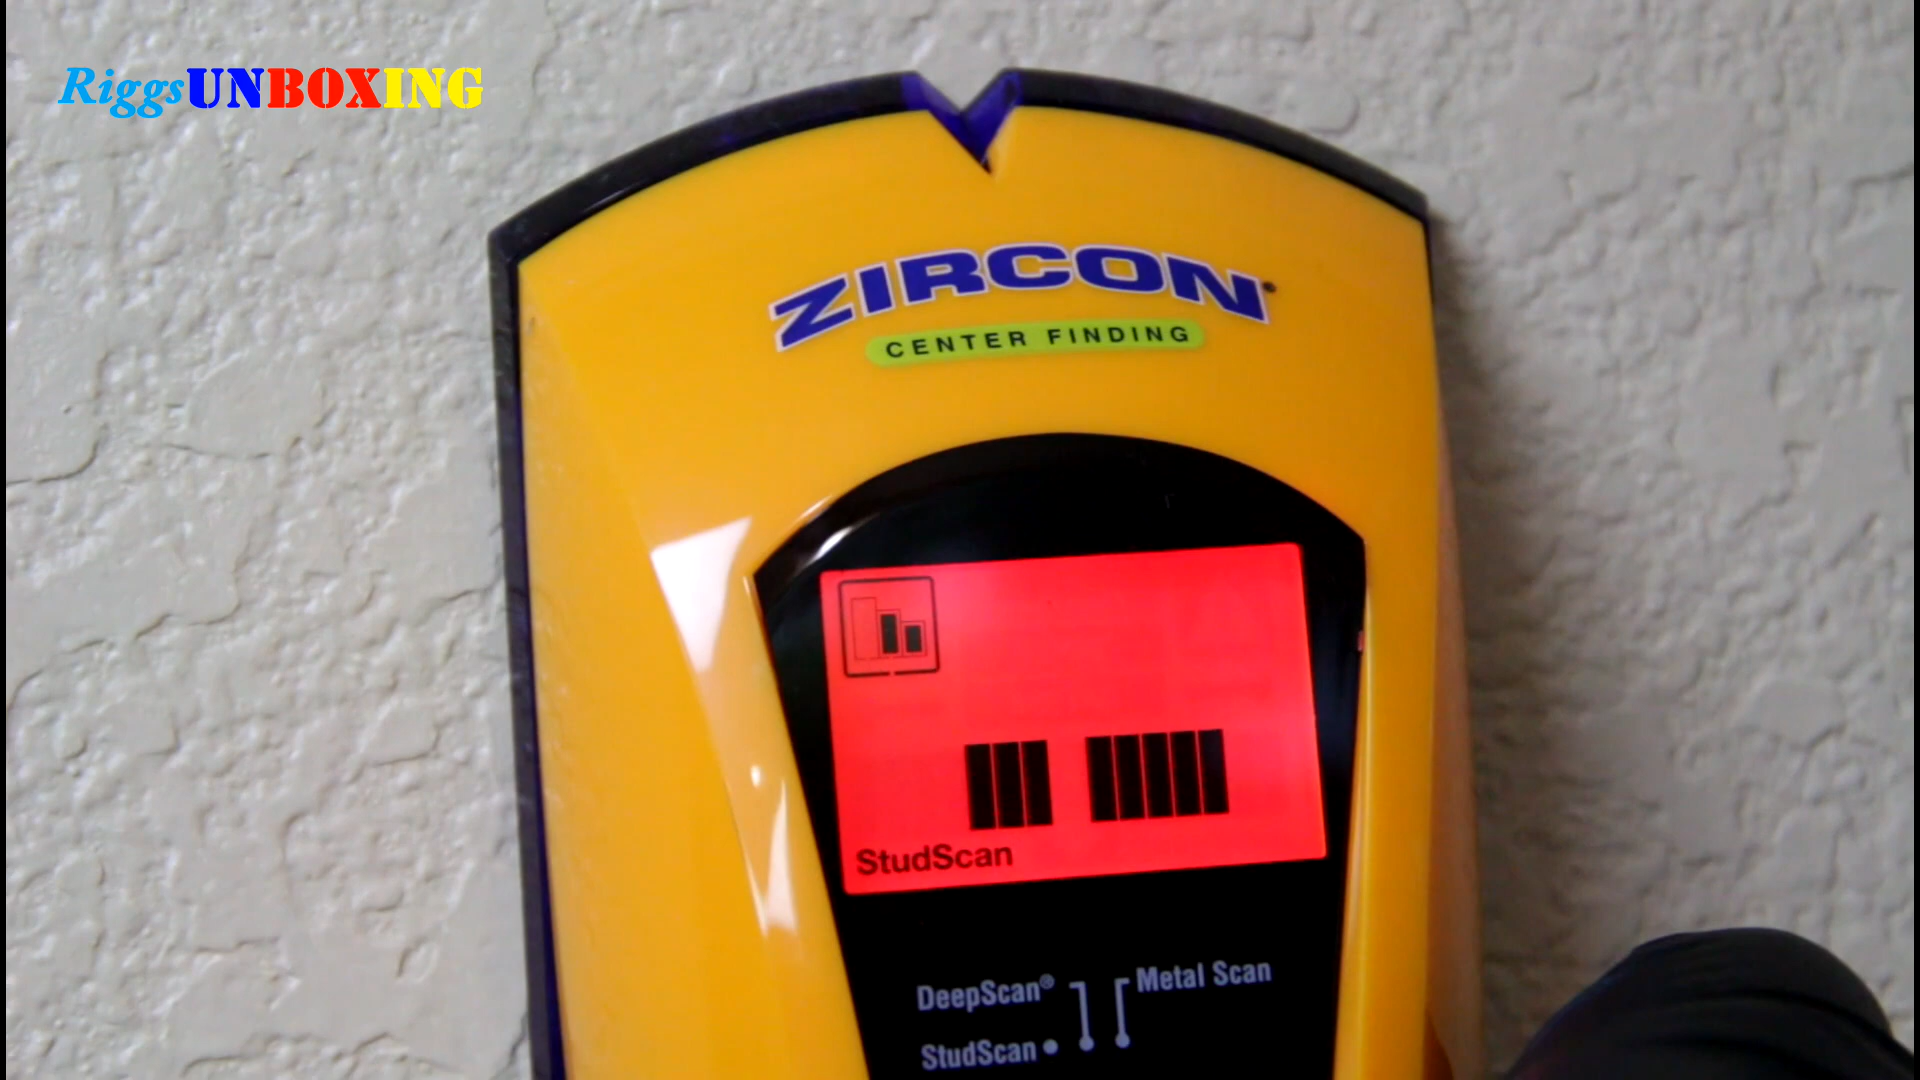 RiggsUNBOXING
ZIRCON
CENTER FINDING
StudScan
DeepScan® Metal Scan
StudScan